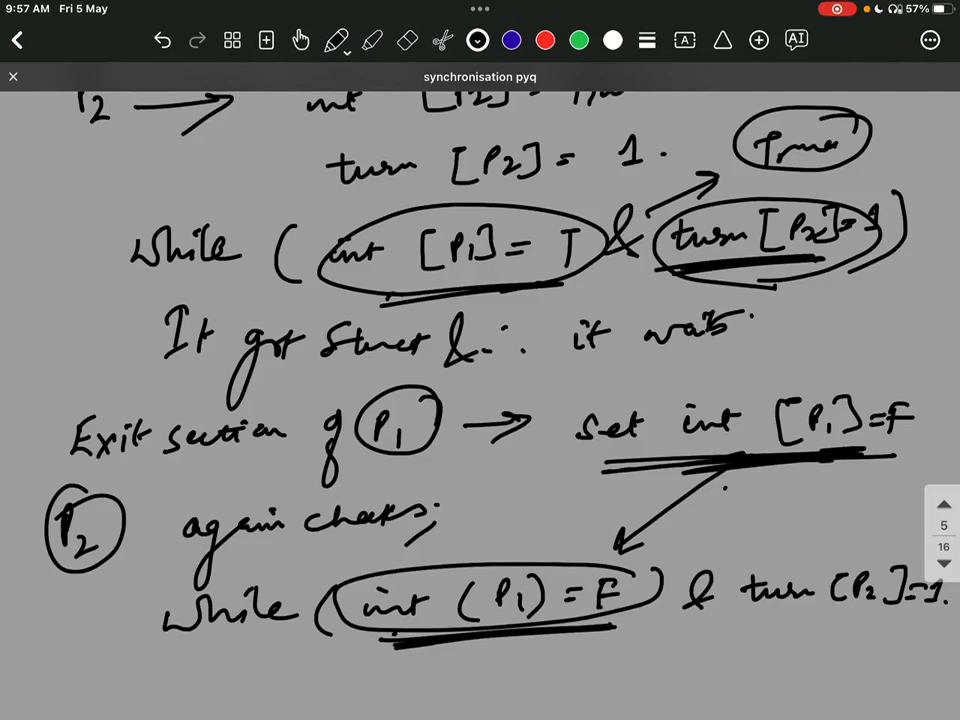 9:57 AM Fri 5 May
57%
AI
synchronisation pyq
P2 → int [P2] =
turn [P2] = 1.
True
while ( int [P1] = T & turn [P2] = 1 )
It got struct & ∴ it waits.
Exit section of P1 → set int [P1] = F
P2 again checks;
while ( int (P1) = F ) & turn [P2] = 1.
5
16